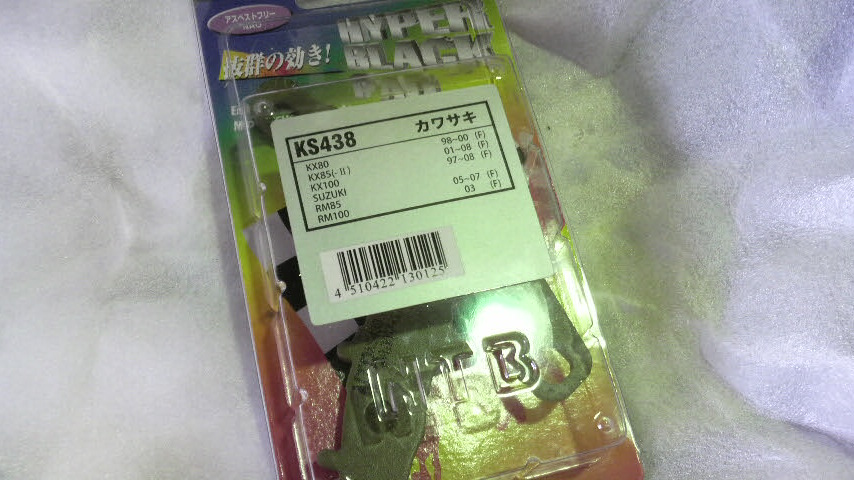 アスベストフリー
抜群の効き!
HYPER
BLACK
PAD
KS438 カワサキ
KX80 98~00 (F)
KX85(-Ⅱ) 01~08 (F)
KX100 97~08 (F)
SUZUKI
RM85 05~07 (F)
RM100 03 (F)
4 510422 130125
NTB